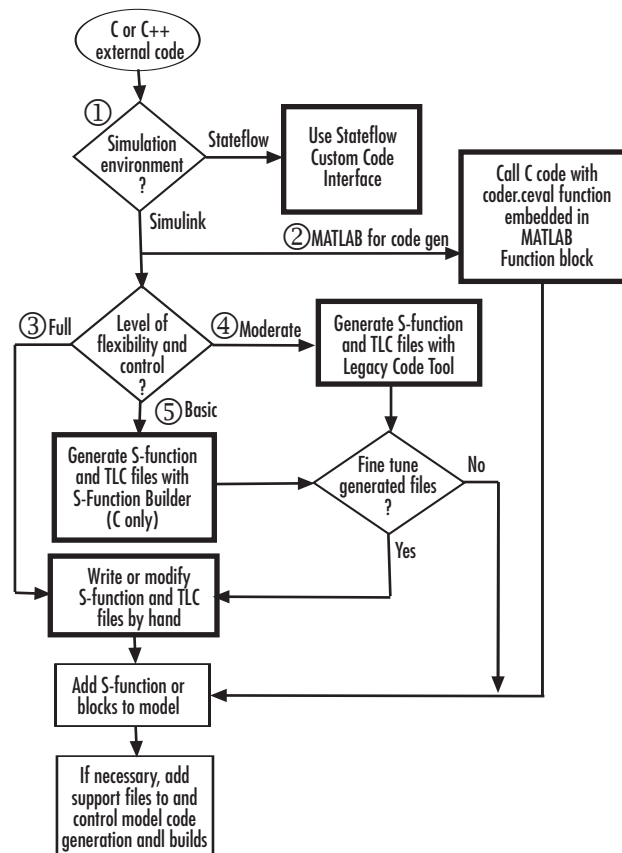 C or C++
external code
①
Simulation
environment
?
Stateflow
Use Stateflow
Custom Code
Interface
Simulink
②MATLAB for code gen
Call C code with
coder.ceval function
embedded in
MATLAB
Function block
③Full
Level of
flexibility and
control
?
④Moderate
Generate S-function
and TLC files with
Legacy Code Tool
⑤Basic
Generate S-function
and TLC files with
S-Function Builder
(C only)
Fine tune
generated files
?
No
Yes
Write or modify
S-function and TLC
files by hand
Add S-function or
blocks to model
If necessary, add
support files to and
control model code
generation andl builds